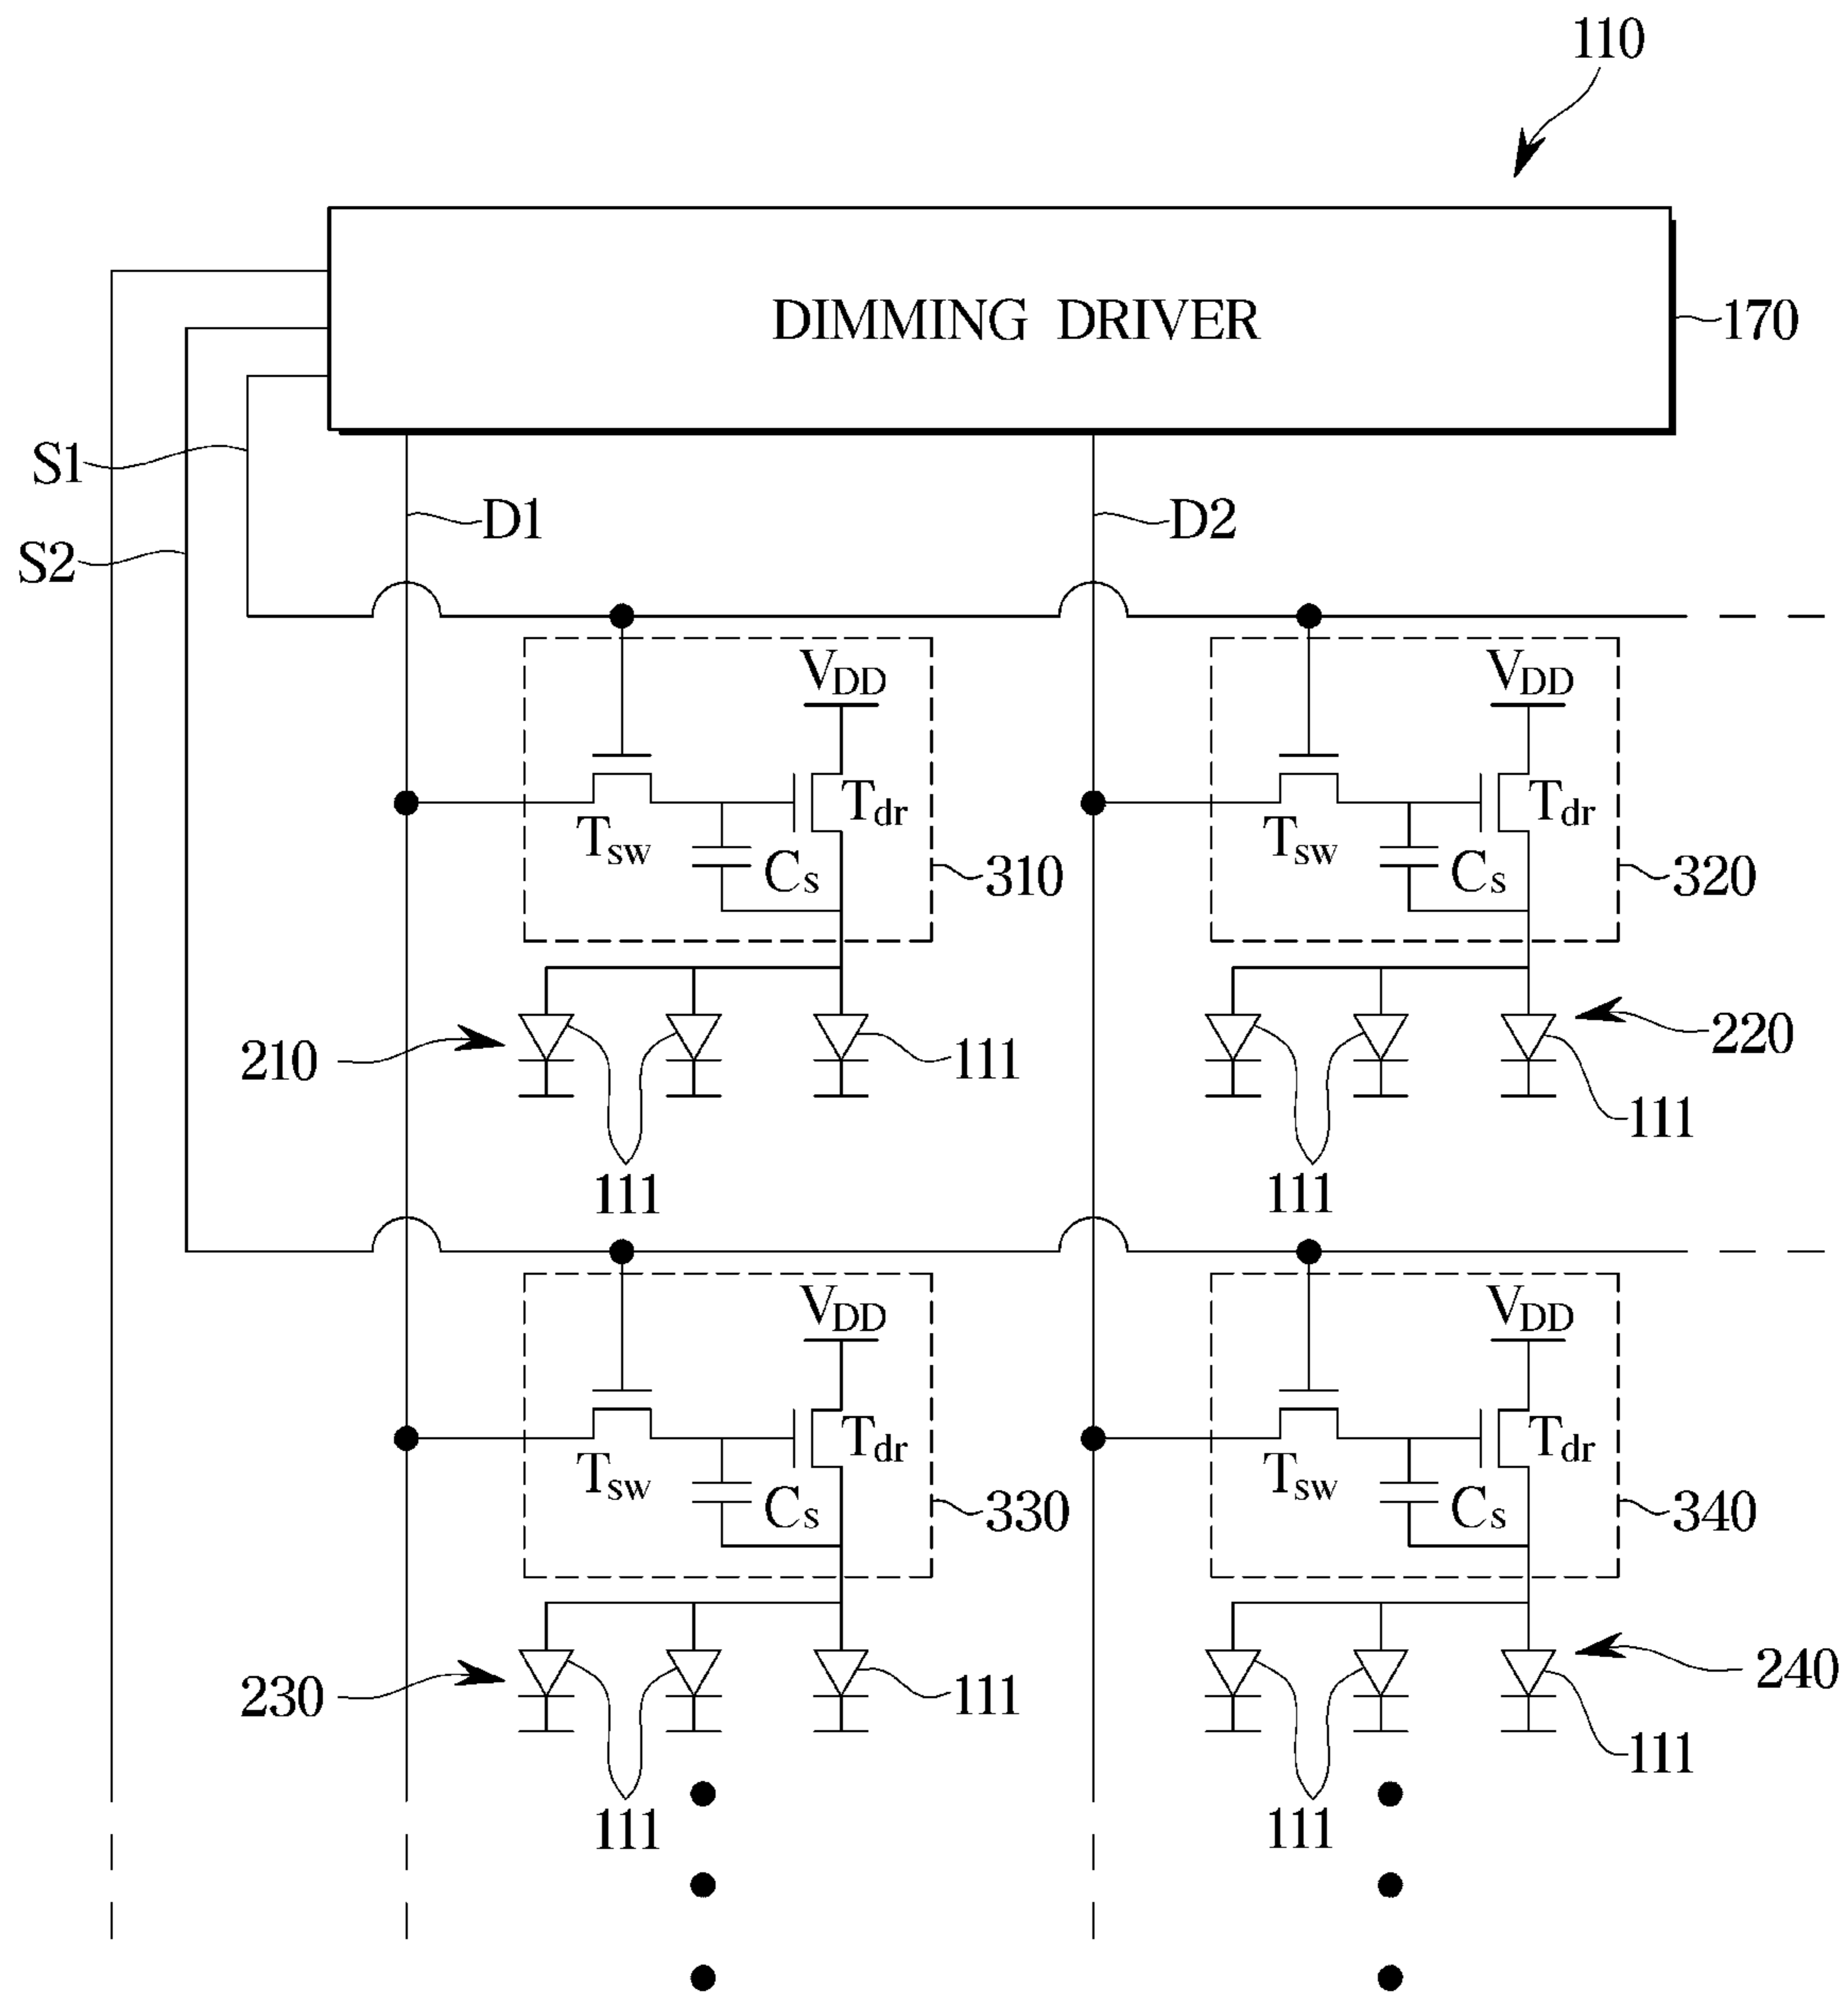 110
DIMMING DRIVER
170
S1
D1
D2
S2
VDD
VDD
Tdr
Tdr
Tsw
Tsw
Cs
310
Cs
320
210
111
220
111
111
111
VDD
VDD
Tdr
Tdr
Tsw
Tsw
Cs
330
Cs
340
230
111
240
111
111
111